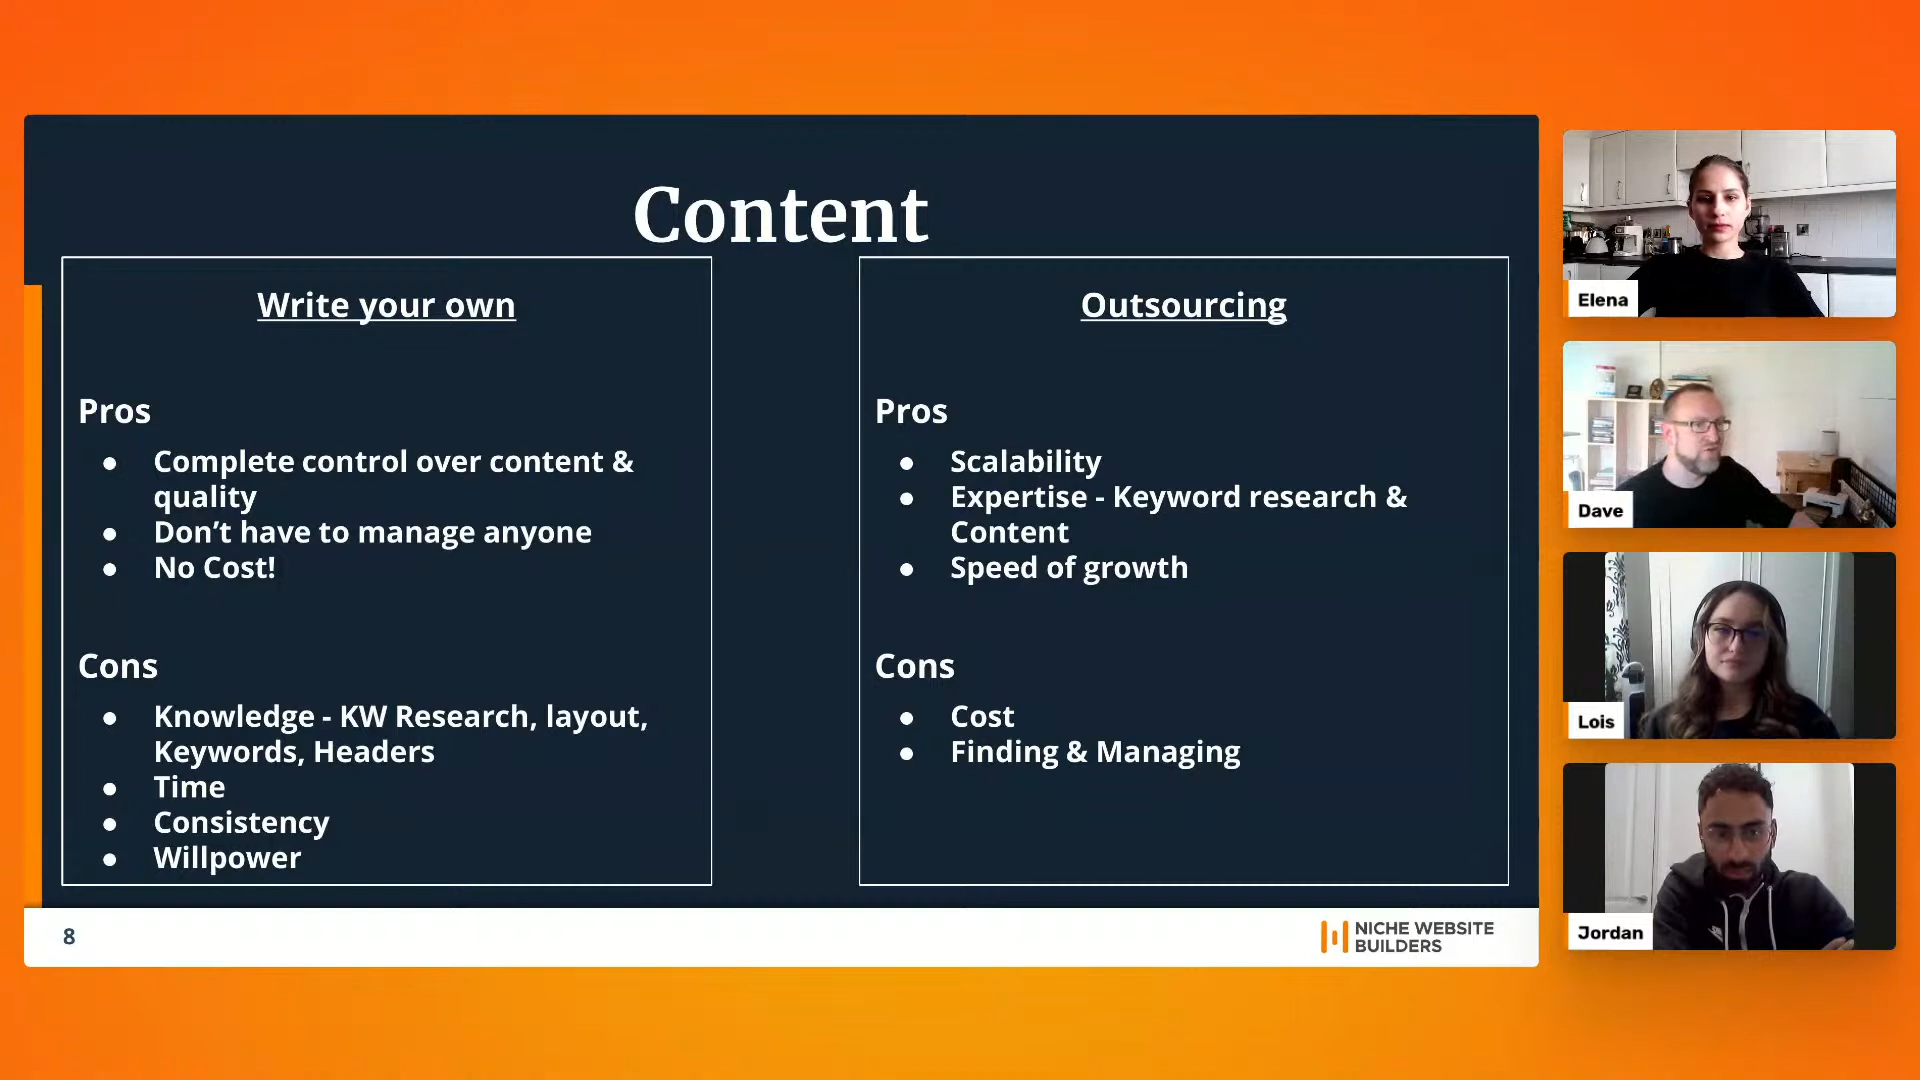 Content
Write your own
Pros
● Complete control over content &
quality
● Don’t have to manage anyone
● No Cost!
Cons
● Knowledge - KW Research, layout,
Keywords, Headers
● Time
● Consistency
● Willpower
Outsourcing
Pros
● Scalability
● Expertise - Keyword research &
Content
● Speed of growth
Cons
● Cost
● Finding & Managing
8
NICHE WEBSITE
BUILDERS
Elena
Dave
Lois
Jordan